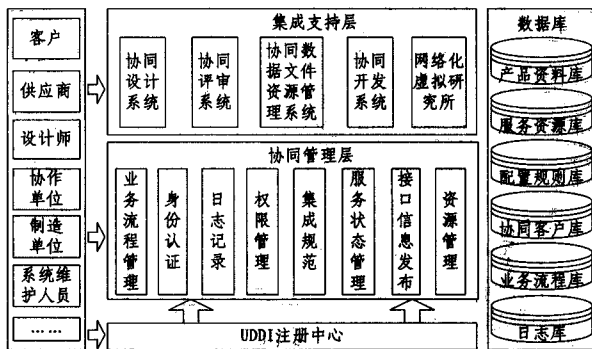 客户
供应商
设计师
协作
单位
制造
单位
系统维
护人员
……
集成支持层
协同
设计
系统
协同
评审
系统
协同数
据文件
资源管
理系统
协同
开发
系统
网络化
虚拟研
究所
协同管理层
业务流程管理
身份认证
日志记录
权限管理
集成规范
服务状态管理
接口信息发布
资源管理
UDDI注册中心
数据库
产品资料库
服务资源库
配置规则库
协同客户库
业务流程库
日志库